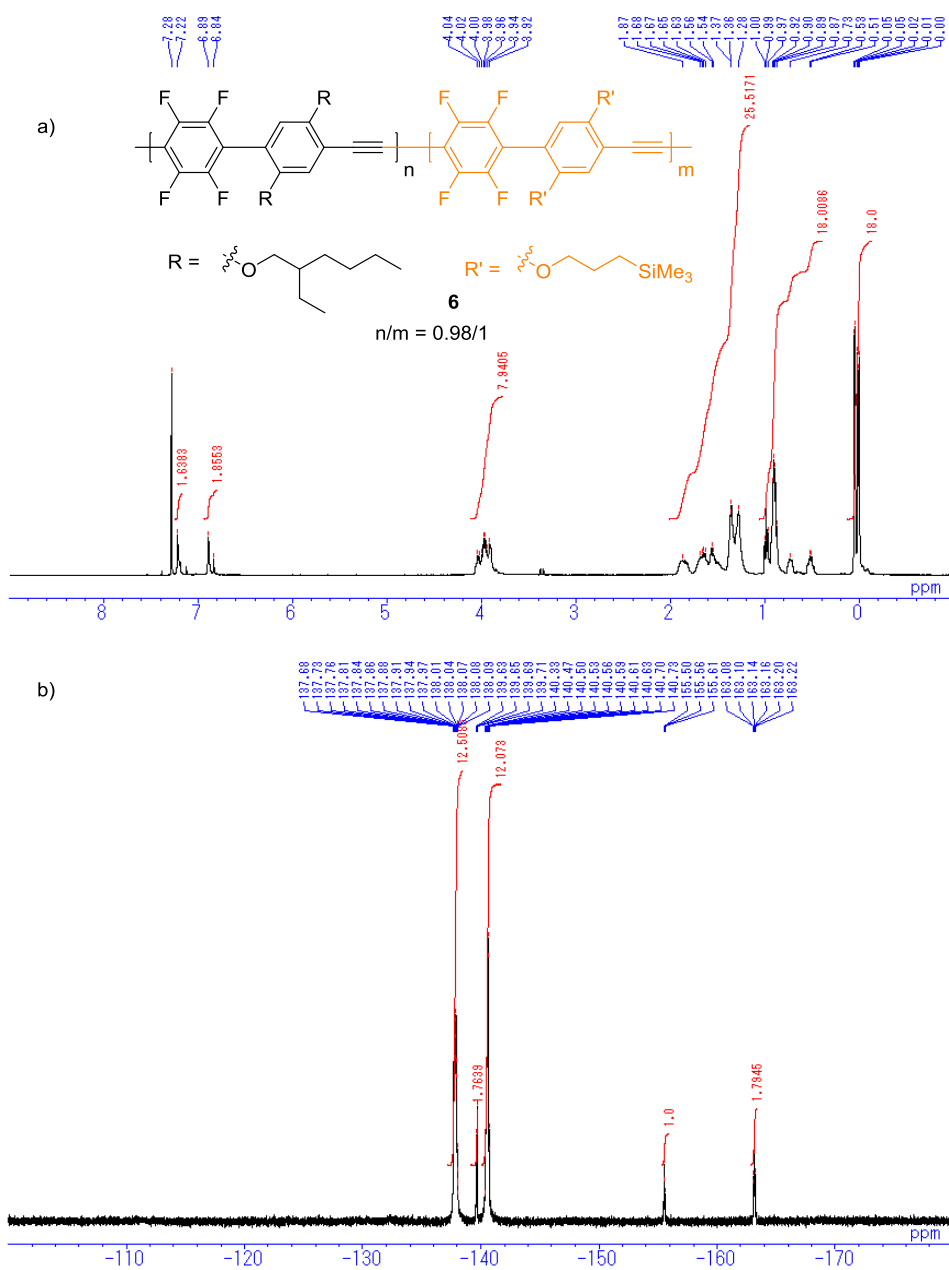 7.28 7.22 6.89 6.84 4.04 4.02 4.00 3.98 3.96 3.94 3.92 1.87 1.68 1.67 1.65 1.63 1.56 1.54 1.37 1.36 1.28 1.00 0.99 0.97 0.92 0.90 0.89 0.87 0.73 0.53 0.51 0.05 0.05 0.02 0.01 0.00
a)
F F R F F R'
F F R n F F R' m
R = O
R' = O SiMe3
6
n/m = 0.98/1
1.6383
1.8553
7.9405
25.5171
18.0086
18.0
8 7 6 5 4 3 2 1 0
ppm
b)
137.68 137.73 137.76 137.81 137.84 137.86 137.88 137.91 137.94 137.97 138.01 138.04 138.07 138.08 138.09 139.63 139.65 139.69 139.71 140.33 140.47 140.50 140.53 140.56 140.59 140.61 140.63 140.70 140.73 155.50 155.56 155.61 163.08 163.10 163.14 163.16 163.20 163.22
1.7639
12.073
1.0
1.7945
-110 -120 -130 -140 -150 -160 -170
ppm